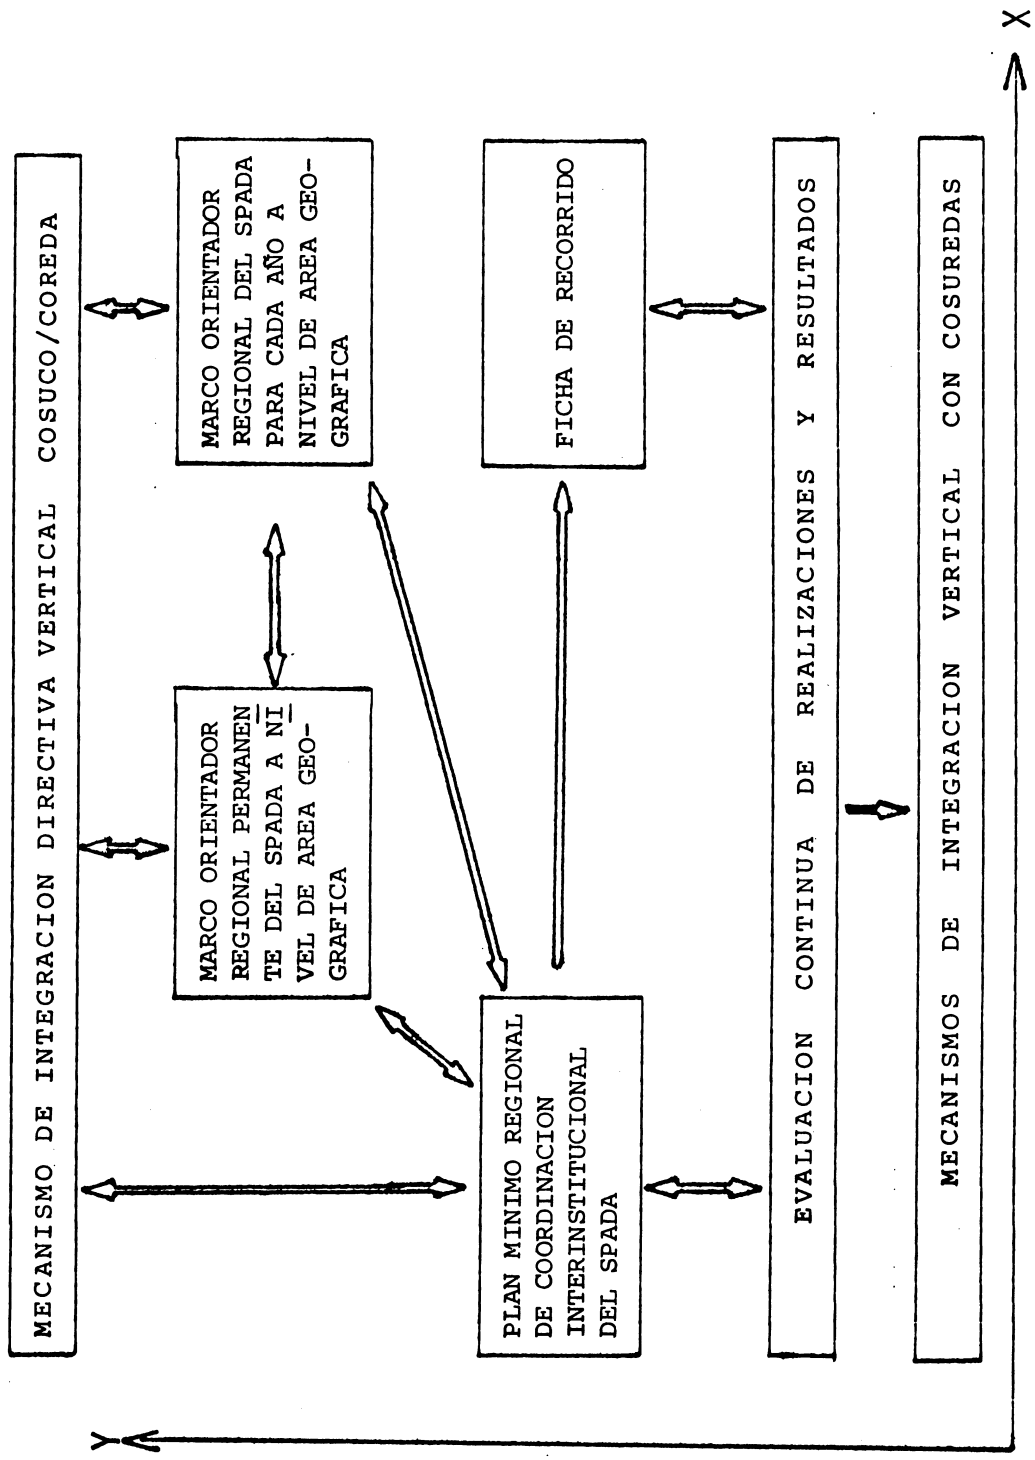 MECANISMO DE INTEGRACION DIRECTIVA VERTICAL COSUCO/COREDA
MARCO ORIENTADOR
REGIONAL PERMANEN
TE DEL SPADA A NI
VEL DE AREA GEO-
GRAFICA
MARCO ORIENTADOR
REGIONAL DEL SPADA
PARA CADA AÑO A
NIVEL DE AREA GEO-
GRAFICA
PLAN MINIMO REGIONAL
DE COORDINACION
INTERINSTITUCIONAL
DEL SPADA
FICHA DE RECORRIDO
EVALUACION CONTINUA DE REALIZACIONES Y RESULTADOS
MECANISMOS DE INTEGRACION VERTICAL CON COSUREDAS
Y
X